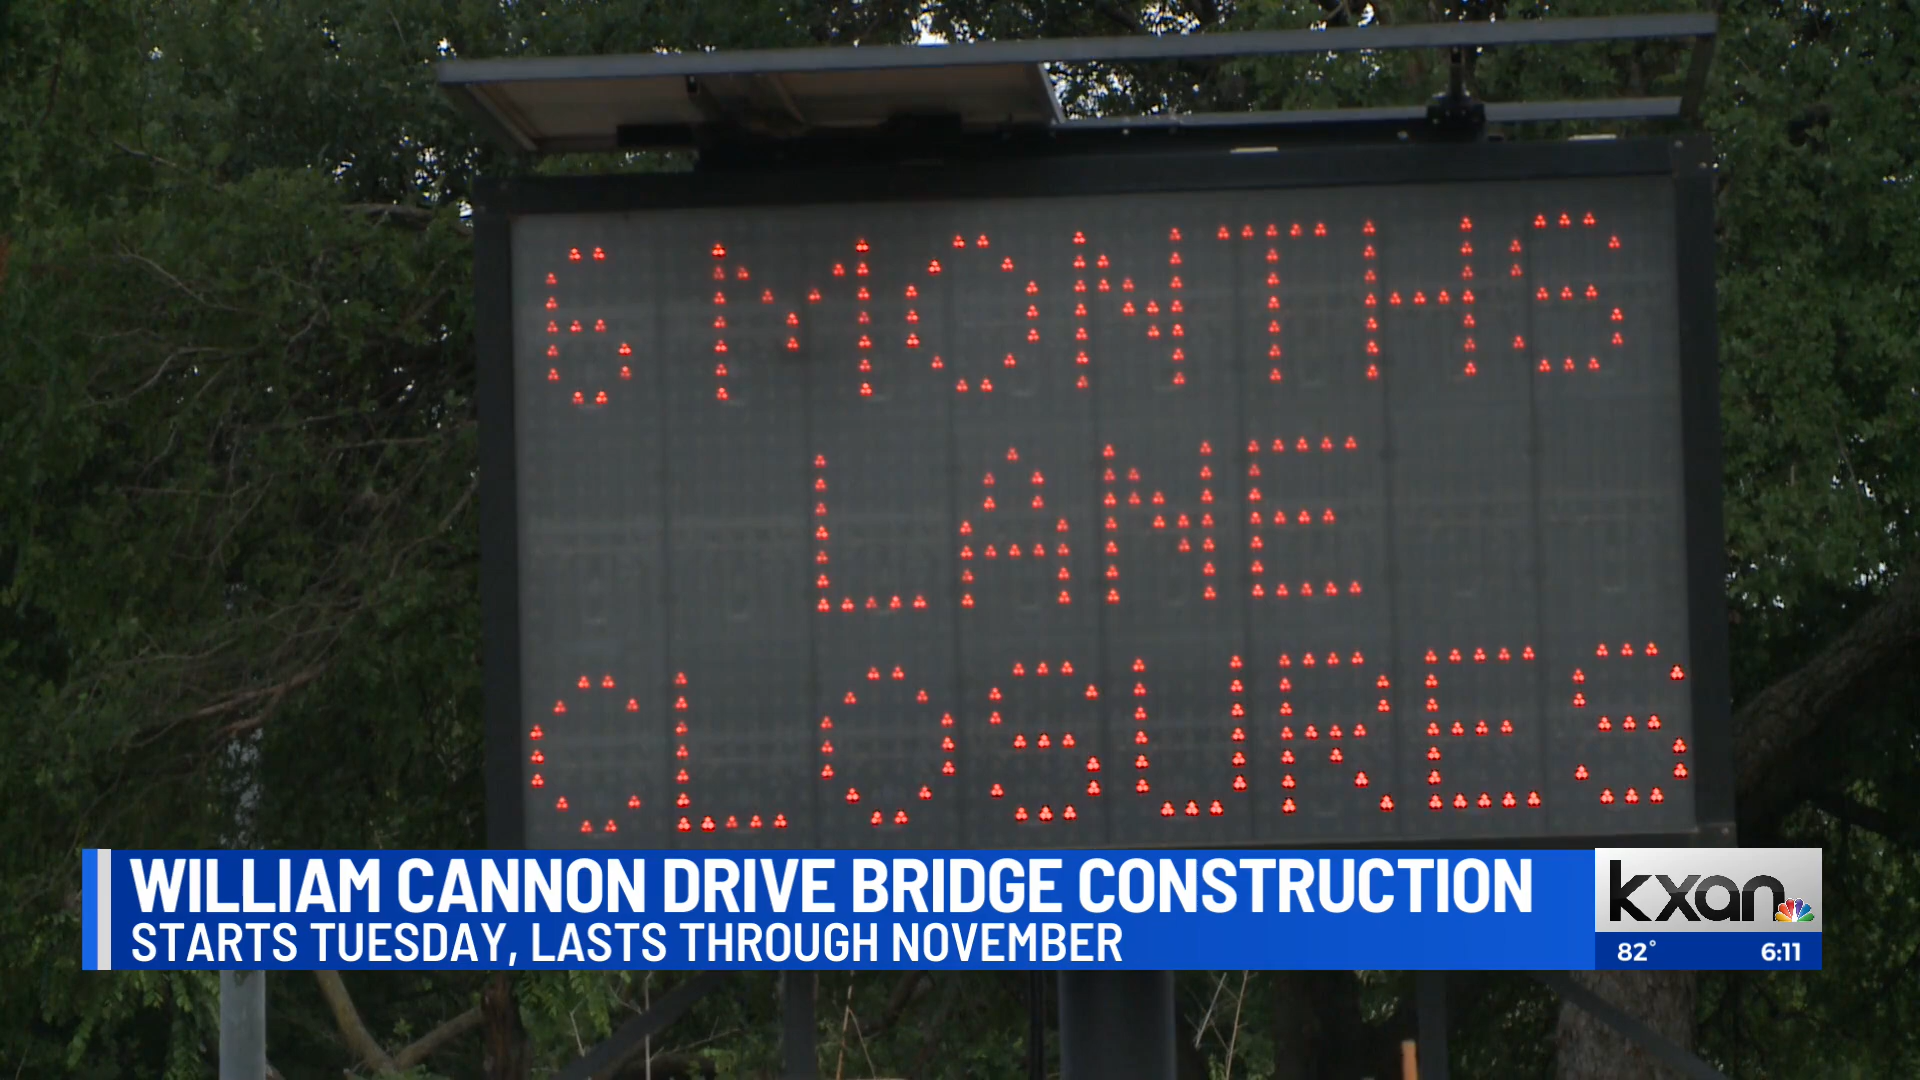 6 MONTHS
LANE
CLOSURES
WILLIAM CANNON DRIVE BRIDGE CONSTRUCTION
STARTS TUESDAY, LASTS THROUGH NOVEMBER
kxan
82° 6:11